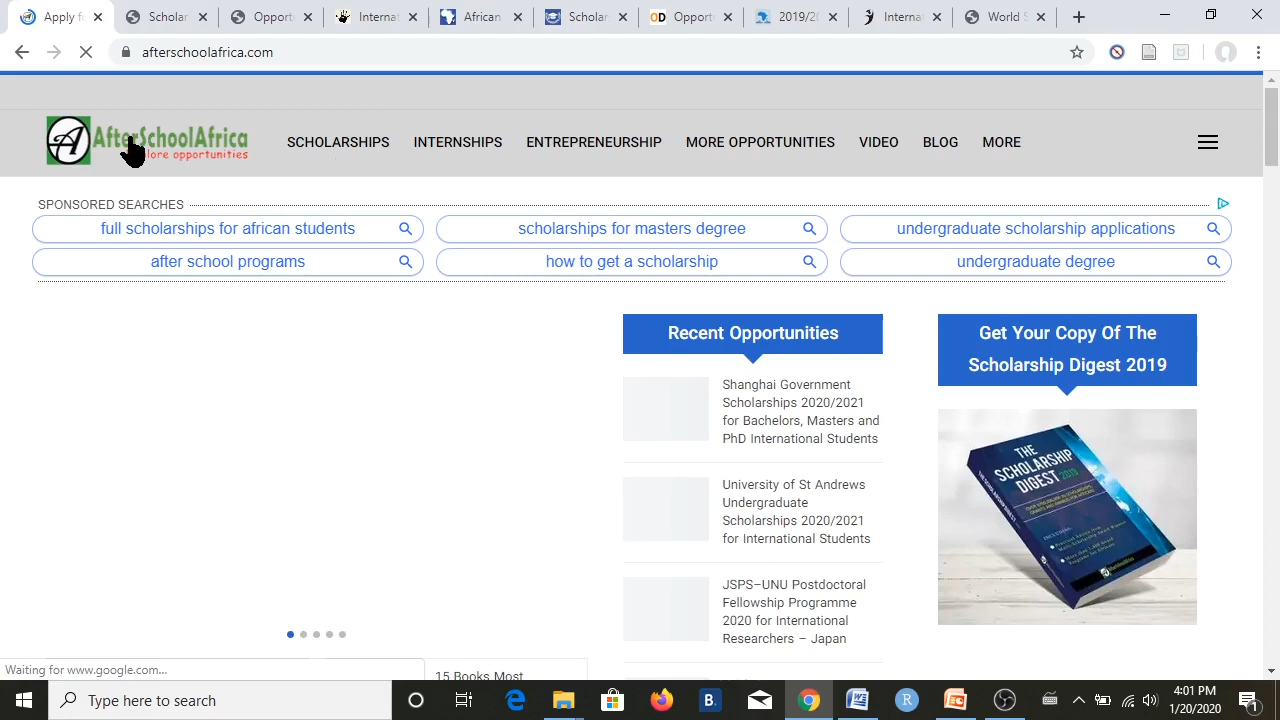 Apply f
Scholar
Opport
Internat
African
Scholar
OD
Opport
2019/2
Interna
World S
afterschoolafrica.com
A AfterSchoolAfrica
more opportunities
SCHOLARSHIPS
INTERNSHIPS
ENTREPRENEURSHIP
MORE OPPORTUNITIES
VIDEO
BLOG
MORE
SPONSORED SEARCHES
full scholarships for african students
scholarships for masters degree
undergraduate scholarship applications
after school programs
how to get a scholarship
undergraduate degree
Recent Opportunities
Shanghai Government
Scholarships 2020/2021
for Bachelors, Masters and
PhD International Students
University of St Andrews
Undergraduate
Scholarships 2020/2021
for International Students
JSPS–UNU Postdoctoral
Fellowship Programme
2020 for International
Researchers – Japan
Get Your Copy Of The
Scholarship Digest 2019
THE
SCHOLARSHIP
DIGEST 2019
15 Books Most
Waiting for www.google.com...
Type here to search
B.
R
4:01 PM
1/20/2020
1